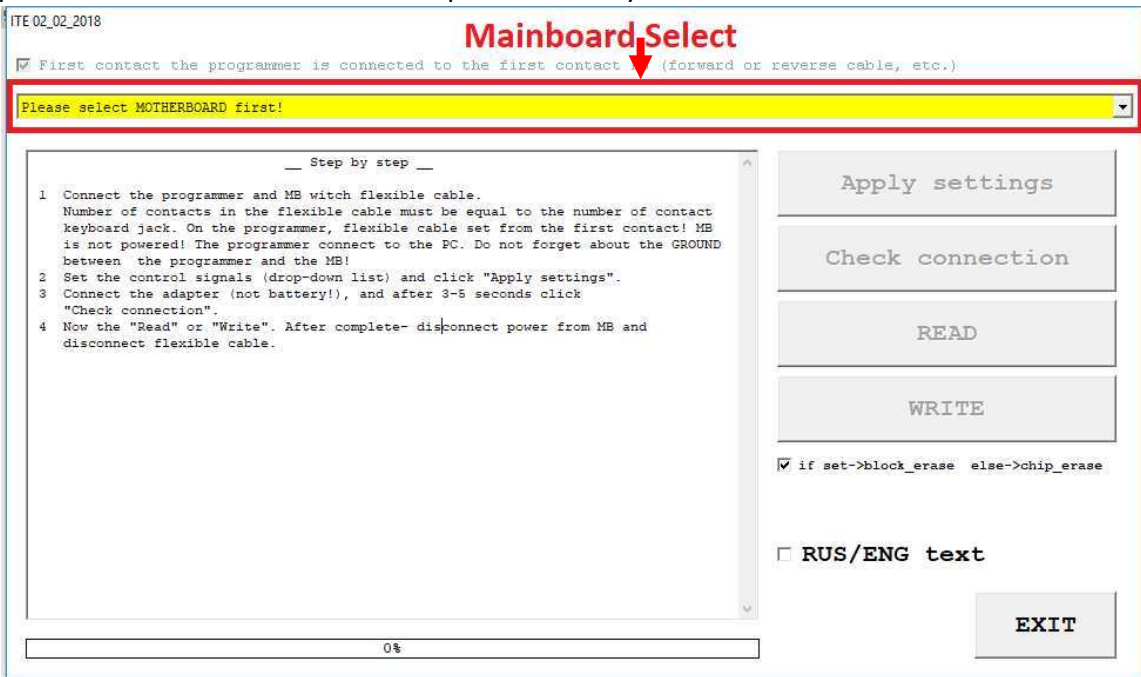 ITE 02_02_2018
Mainboard Select
First contact the programmer is connected to the first contact (forward or reverse cable, etc.)
Please select MOTHERBOARD first!
__ Step by step __
1 Connect the programmer and MB witch flexible cable.
Number of contacts in the flexible cable must be equal to the number of contact
keyboard jack. On the programmer, flexible cable set from the first contact! MB
is not powered! The programmer connect to the PC. Do not forget about the GROUND
between the programmer and the MB!
2 Set the control signals (drop-down list) and click "Apply settings".
3 Connect the adapter (not battery!), and after 3-5 seconds click
"Check connection".
4 Now the "Read" or "Write". After complete- disconnect power from MB and
disconnect flexible cable.
0%
Apply settings
Check connection
READ
WRITE
if set->block_erase else->chip_erase
RUS/ENG text
EXIT